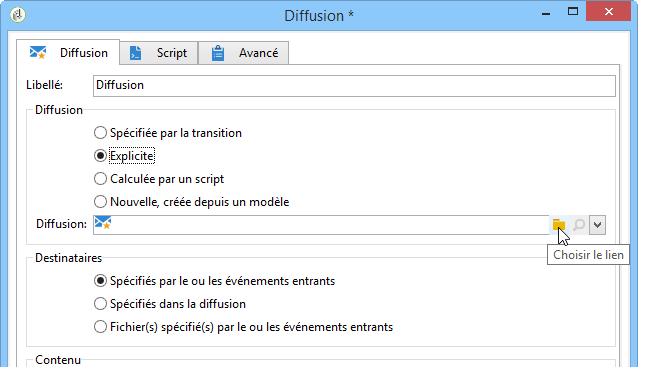 Diffusion *
Diffusion Script Avancé
Libellé: Diffusion
Diffusion
Spécifiée par la transition
Explicite
Calculée par un script
Nouvelle, créée depuis un modèle
Diffusion:
Choisir le lien
Destinataires
Spécifiés par le ou les événements entrants
Spécifiés dans la diffusion
Fichier(s) spécifié(s) par le ou les événements entrants
Contenu